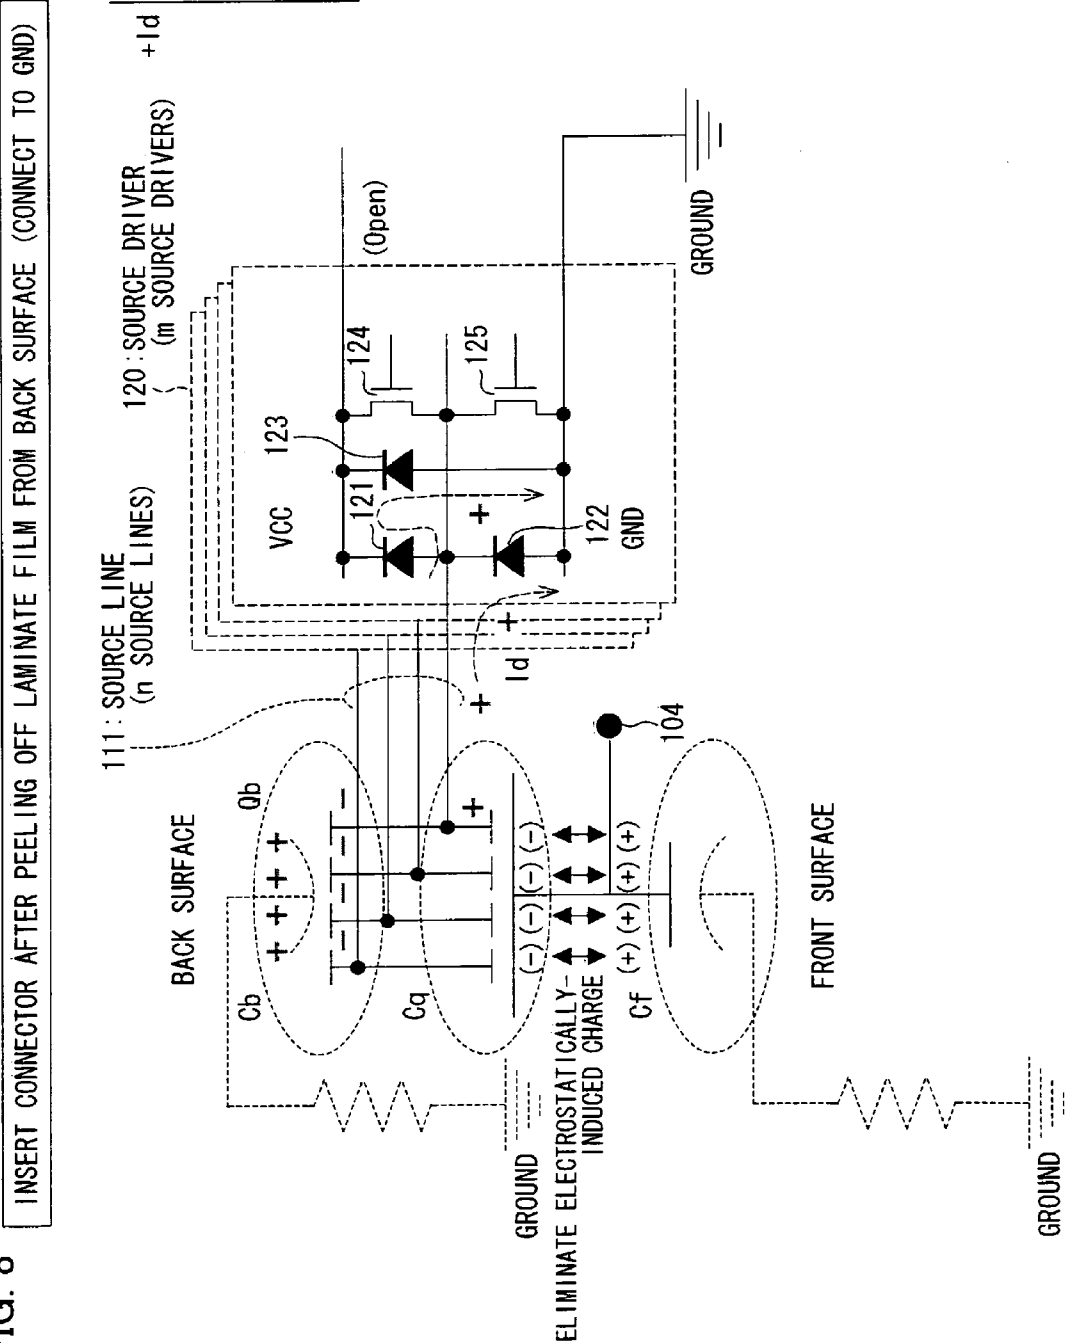 FIG. 8
INSERT CONNECTOR AFTER PEELING OFF LAMINATE FILM FROM BACK SURFACE (CONNECT TO GND)
111:SOURCE LINE
(n SOURCE LINES)
120:SOURCE DRIVER
(m SOURCE DRIVERS)
+Id
BACK SURFACE
Cb
Qb
+ + + +
− − − −
VCC
123
124
(Open)
121
125
Cq
+
+
+
+
Id
122
GND
(-) (-) (-) (-)
(+) (+) (+) (+)
104
GROUND
GROUND
ELIMINATE ELECTROSTATICALLY-
INDUCED CHARGE
Cf
FRONT SURFACE
GROUND